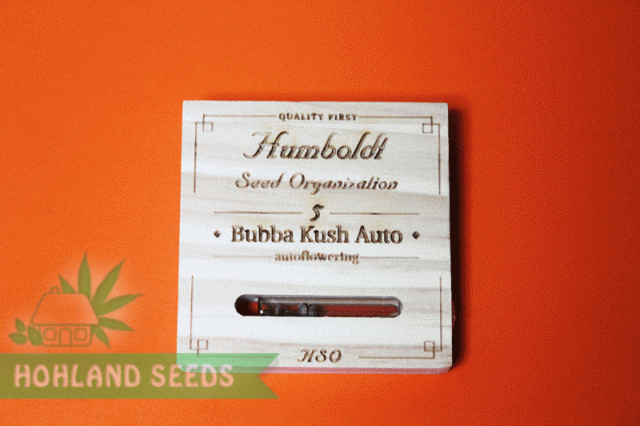 QUALITY FIRST
Humboldt
Seed Organization
5
Bubba Kush Auto
autoflowering
HSO
HOHLAND SEEDS